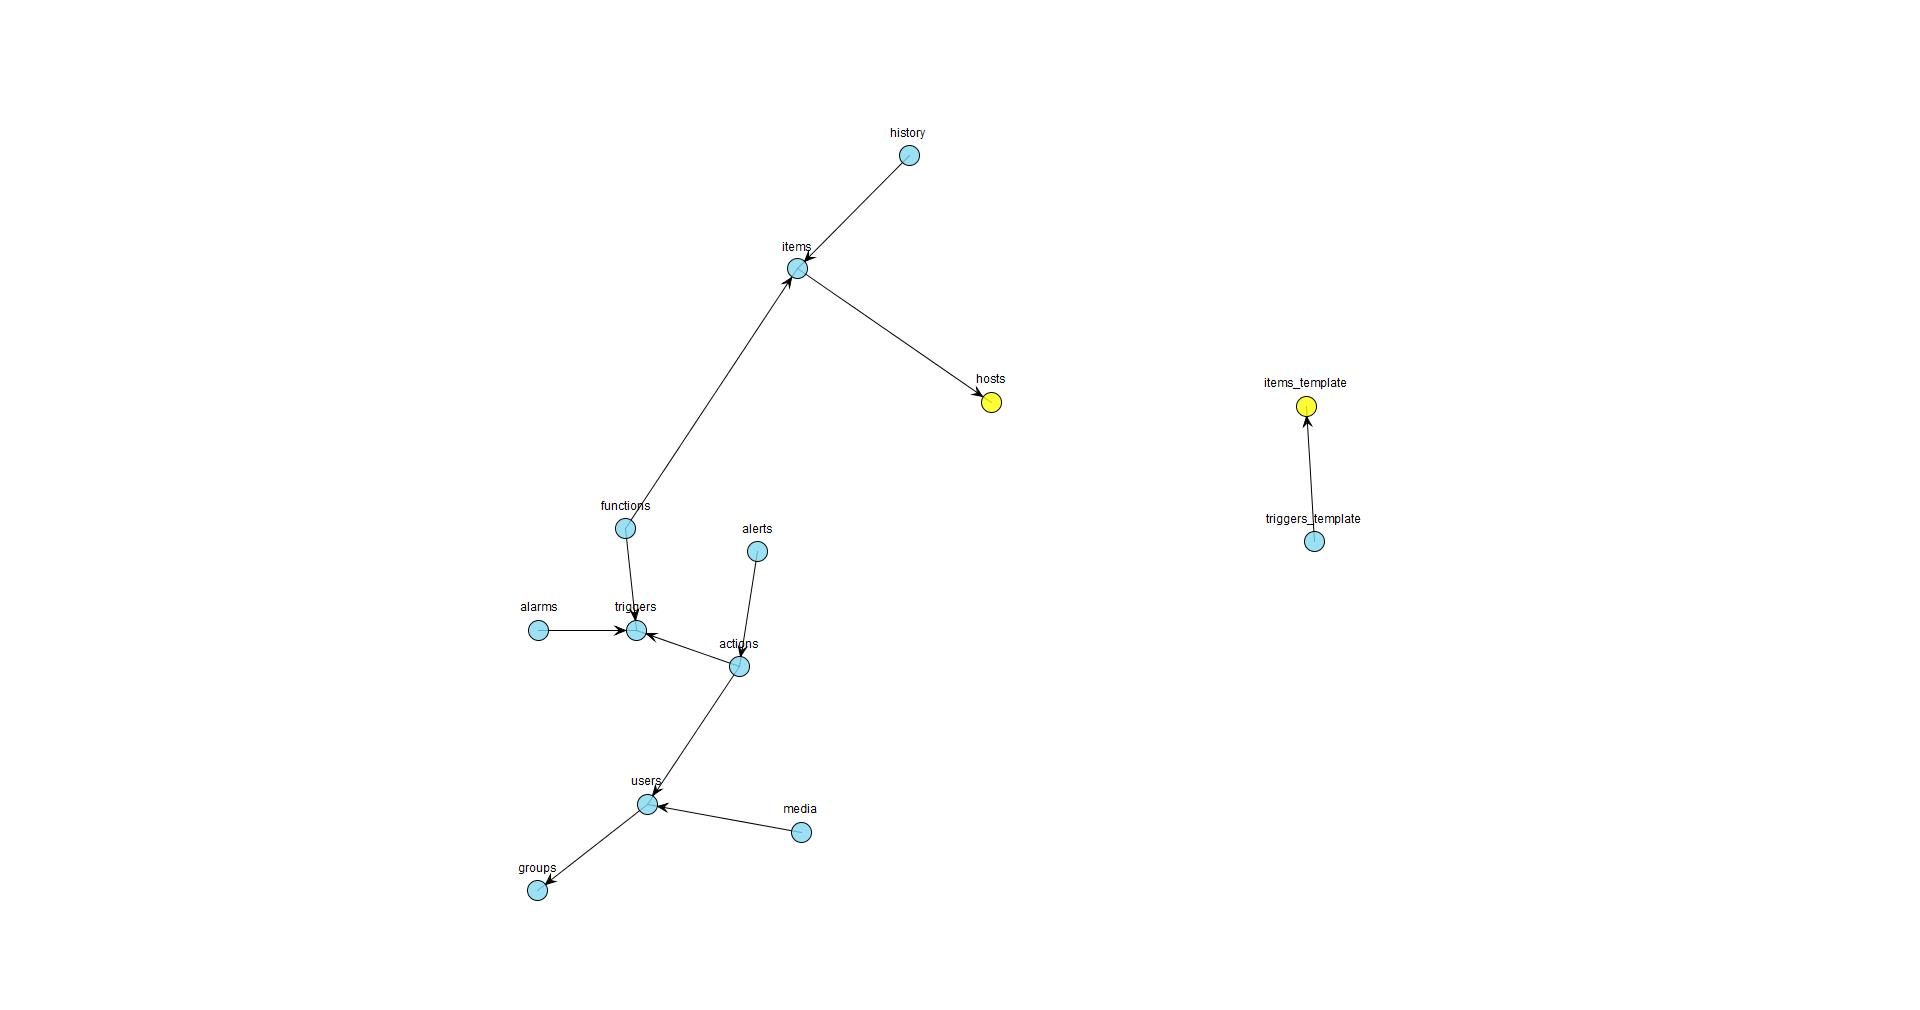 history
items
hosts
items_template
functions
triggers_template
alerts
alarms
triggers
actions
users
media
groups